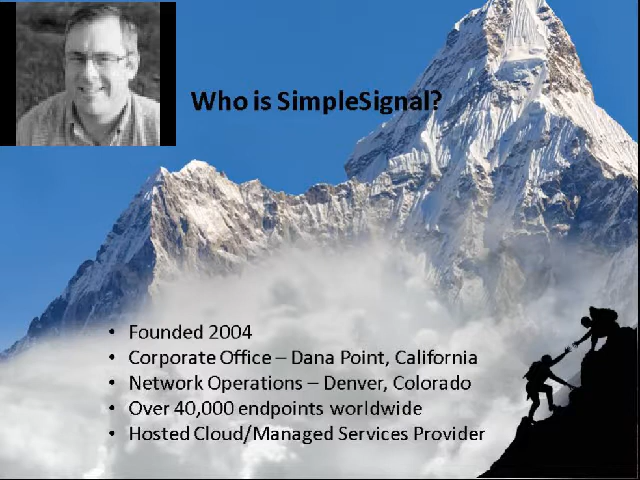 Who is SimpleSignal?
• Founded 2004
• Corporate Office – Dana Point, California
• Network Operations – Denver, Colorado
• Over 40,000 endpoints worldwide
• Hosted Cloud/Managed Services Provider